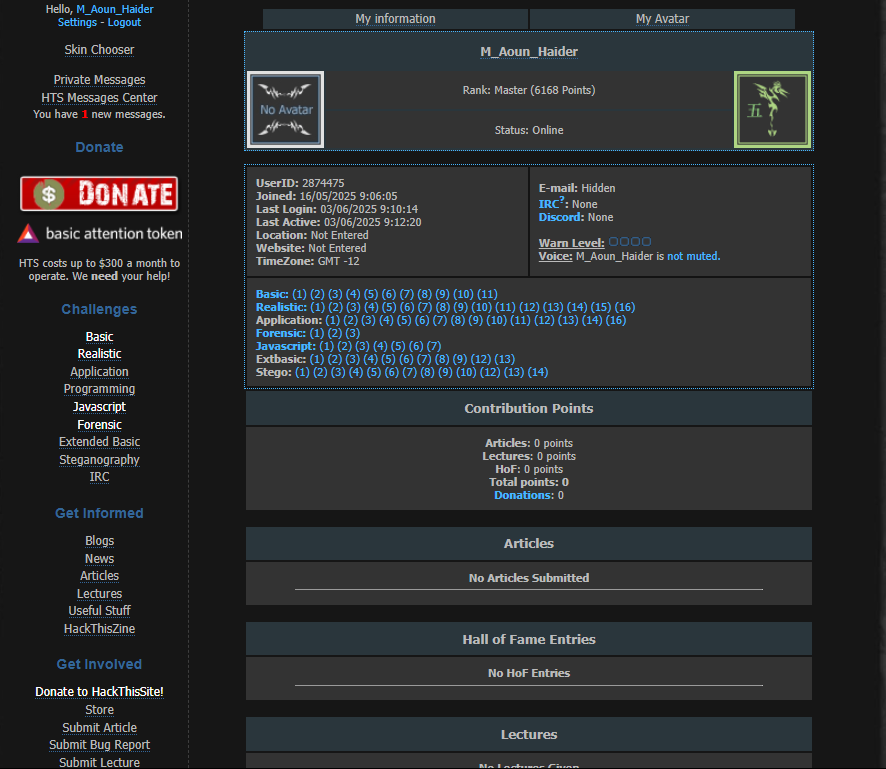 Hello, M_Aoun_Haider
Settings - Logout
Skin Chooser
Private Messages
HTS Messages Center
You have 1 new messages.
Donate
$ DONATE
basic attention token
HTS costs up to $300 a month to
operate. We need your help!
Challenges
Basic
Realistic
Application
Programming
Javascript
Forensic
Extended Basic
Steganography
IRC
Get Informed
Blogs
News
Articles
Lectures
Useful Stuff
HackThisZine
Get Involved
Donate to HackThisSite!
Store
Submit Article
Submit Bug Report
Submit Lecture
My information
My Avatar
M_Aoun_Haider
No Avatar
Rank: Master (6168 Points)
Status: Online
五
UserID: 2874475
Joined: 16/05/2025 9:06:05
Last Login: 03/06/2025 9:10:14
Last Active: 03/06/2025 9:12:20
Location: Not Entered
Website: Not Entered
TimeZone: GMT -12
E-mail: Hidden
IRC?: None
Discord: None
Warn Level:
Voice: M_Aoun_Haider is not muted.
Basic: (1) (2) (3) (4) (5) (6) (7) (8) (9) (10) (11)
Realistic: (1) (2) (3) (4) (5) (6) (7) (8) (9) (10) (11) (12) (13) (14) (15) (16)
Application: (1) (2) (3) (4) (5) (6) (7) (8) (9) (10) (11) (12) (13) (14) (16)
Forensic: (1) (2) (3)
Javascript: (1) (2) (3) (4) (5) (6) (7)
Extbasic: (1) (2) (3) (4) (5) (6) (7) (8) (9) (12) (13)
Stego: (1) (2) (3) (4) (5) (6) (7) (8) (9) (10) (12) (13) (14)
Contribution Points
Articles: 0 points
Lectures: 0 points
HoF: 0 points
Total points: 0
Donations: 0
Articles
No Articles Submitted
Hall of Fame Entries
No HoF Entries
Lectures
No Lectures Given